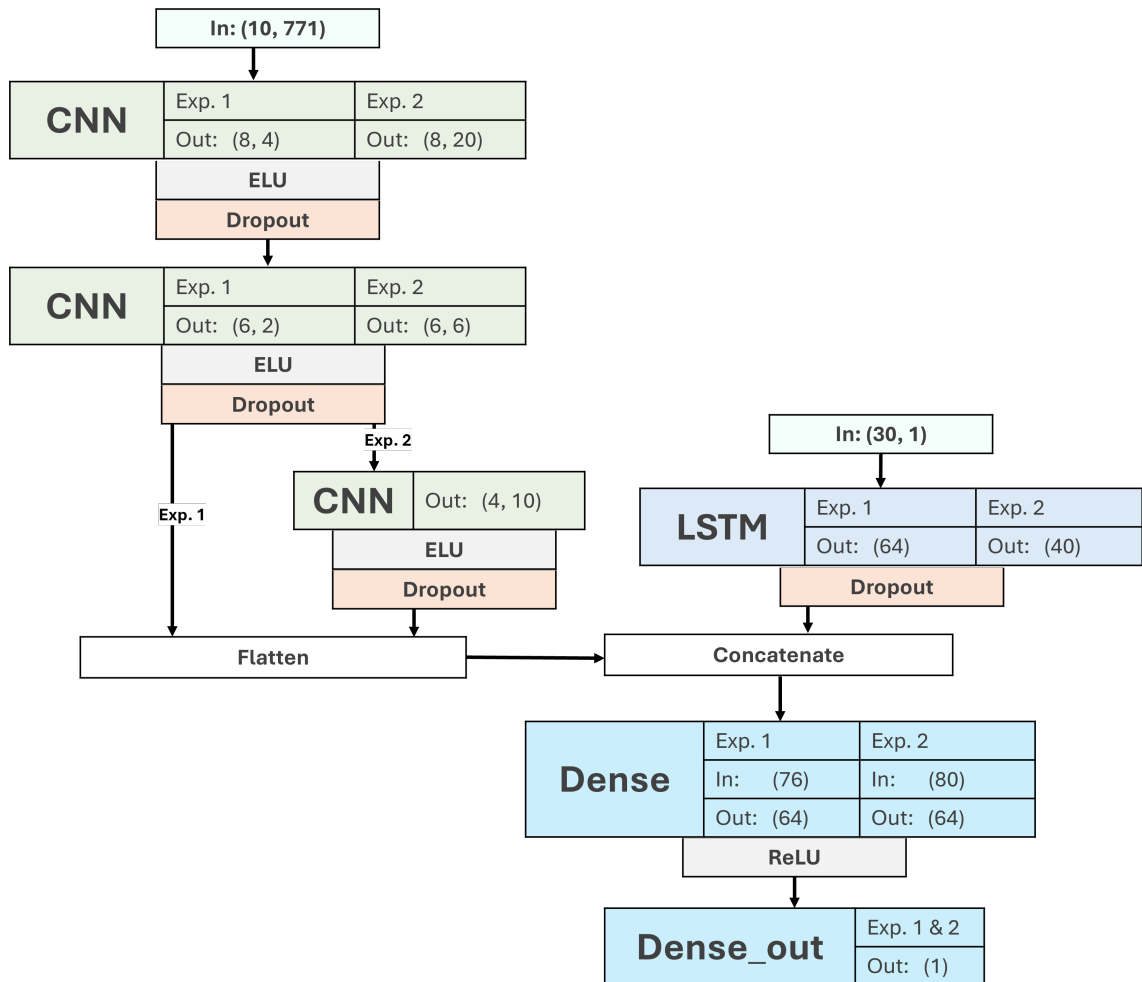 In: (10, 771)
CNN
Exp. 1
Exp. 2
Out: (8, 4)
Out: (8, 20)
ELU
Dropout
CNN
Exp. 1
Exp. 2
Out: (6, 2)
Out: (6, 6)
ELU
Dropout
Exp. 1
Exp. 2
CNN
Out: (4, 10)
ELU
Dropout
Flatten
In: (30, 1)
LSTM
Exp. 1
Exp. 2
Out: (64)
Out: (40)
Dropout
Concatenate
Dense
Exp. 1
Exp. 2
In: (76)
In: (80)
Out: (64)
Out: (64)
ReLU
Dense_out
Exp. 1 & 2
Out: (1)